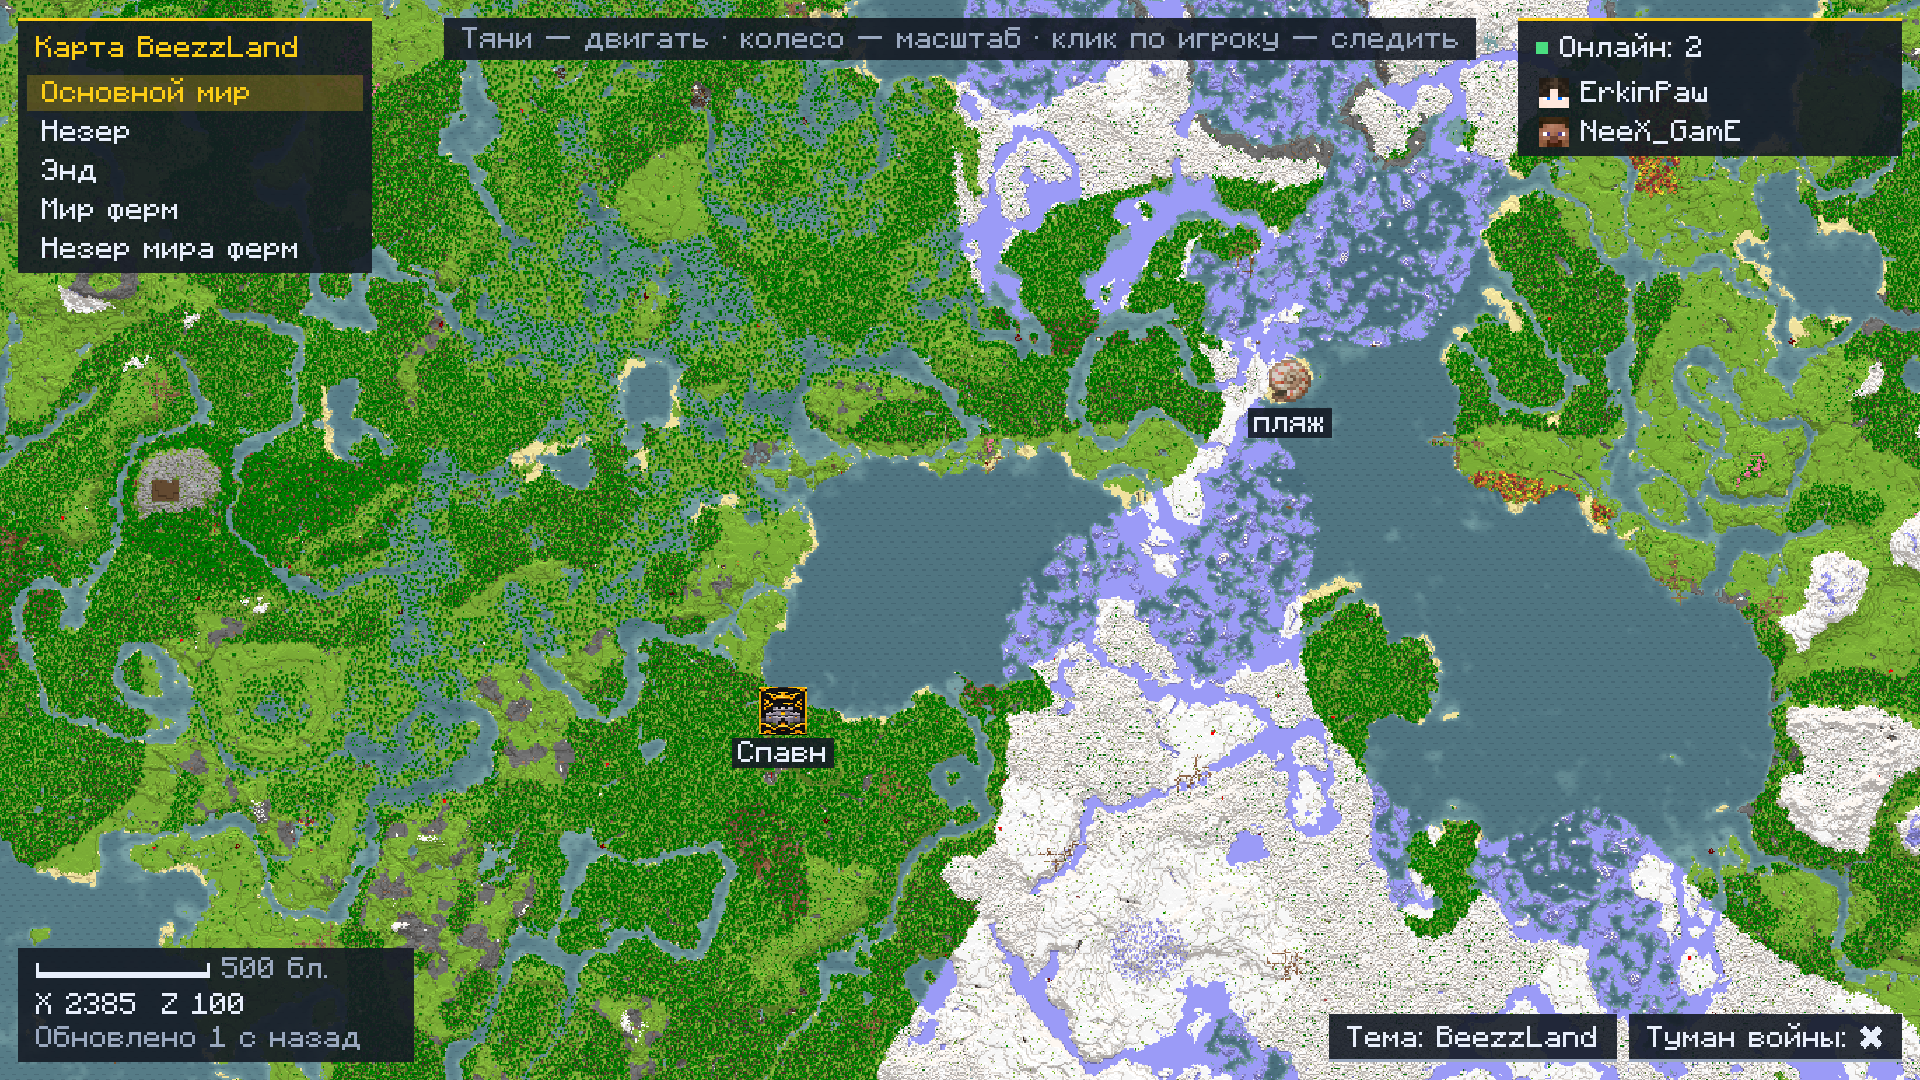 Карта BeezzLand
Основной мир
Незер
Энд
Мир ферм
Незер мира ферм
Тяни — двигать · колесо — масштаб · клик по игроку — следить
Онлайн: 2
ErkinPaw
NeeX_GamE
пляж
Спавн
500 бл.
X 2385 Z 100
Обновлено 1 с назад
Тема: BeezzLand
Туман войны: ✖